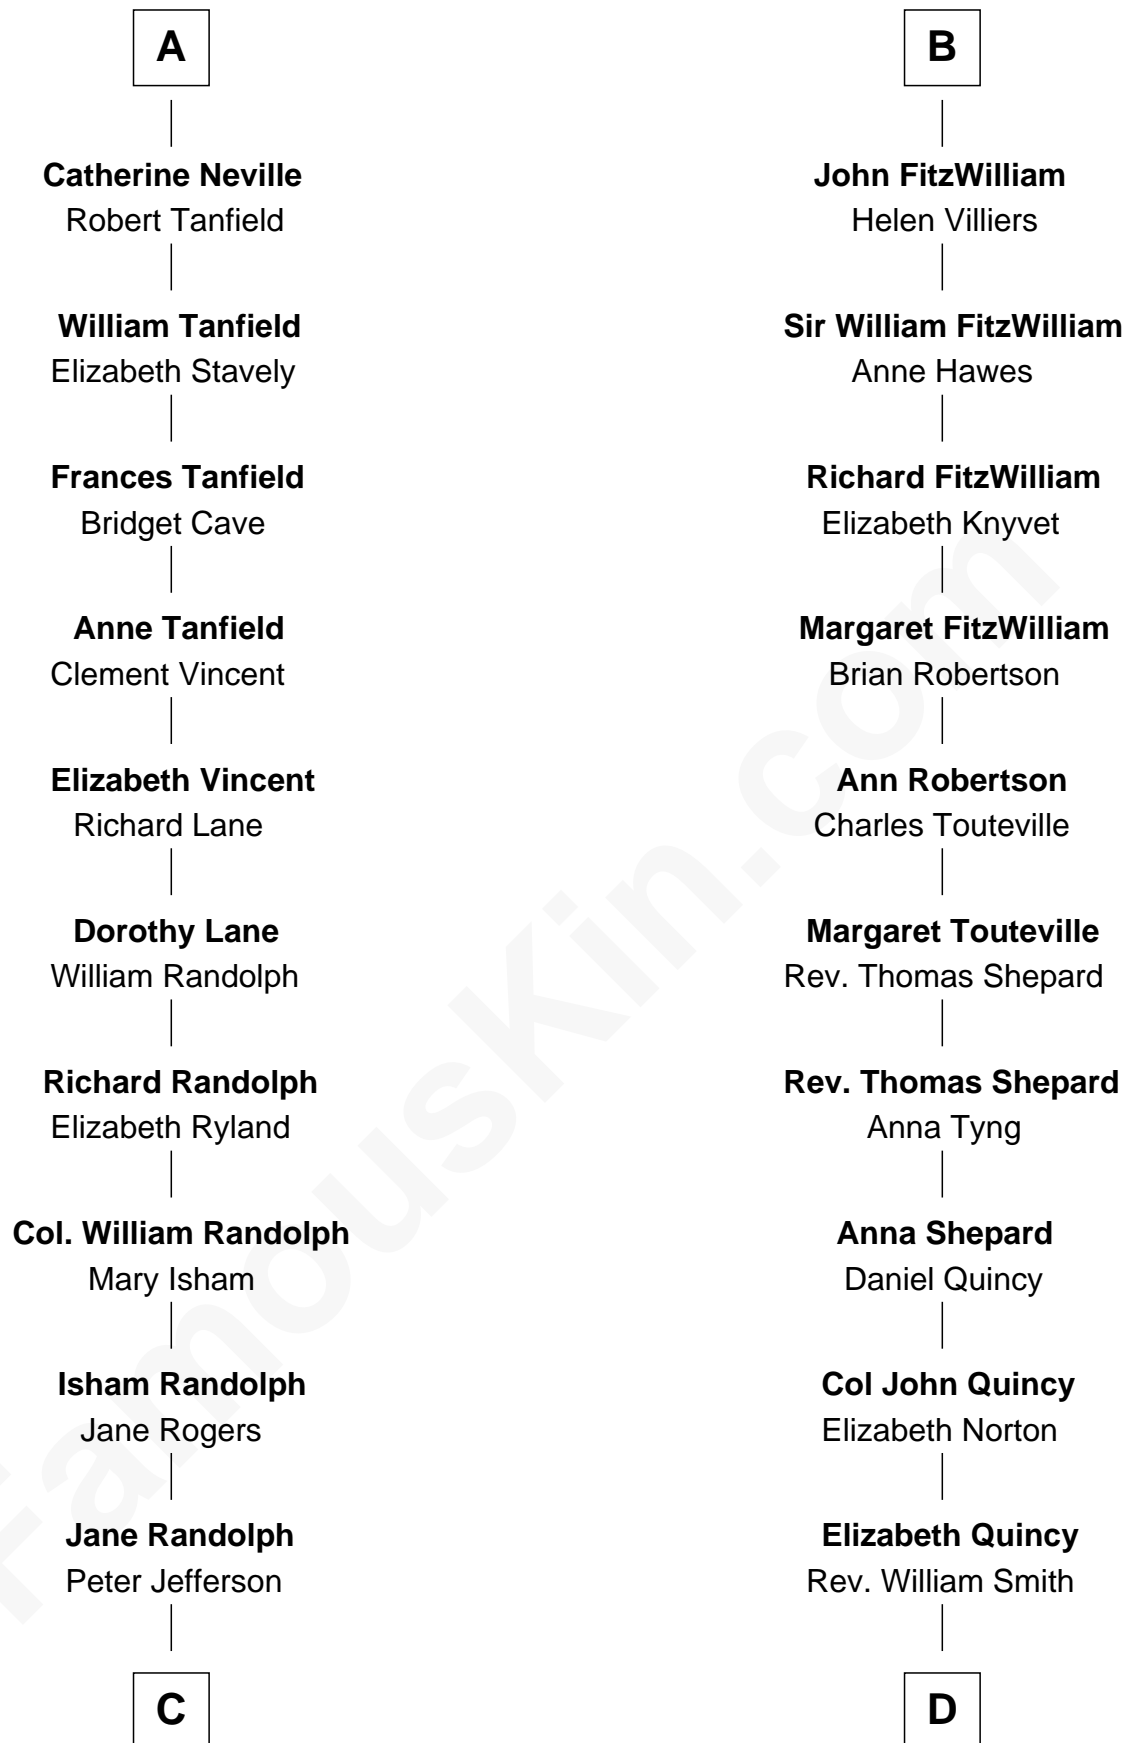 A
Catherine Neville
Robert Tanfield
William Tanfield
Elizabeth Stavely
Frances Tanfield
Bridget Cave
Anne Tanfield
Clement Vincent
Elizabeth Vincent
Richard Lane
Dorothy Lane
William Randolph
Richard Randolph
Elizabeth Ryland
Col. William Randolph
Mary Isham
Isham Randolph
Jane Rogers
Jane Randolph
Peter Jefferson
C
B
John FitzWilliam
Helen Villiers
Sir William FitzWilliam
Anne Hawes
Richard FitzWilliam
Elizabeth Knyvet
Margaret FitzWilliam
Brian Robertson
Ann Robertson
Charles Touteville
Margaret Touteville
Rev. Thomas Shepard
Rev. Thomas Shepard
Anna Tyng
Anna Shepard
Daniel Quincy
Col John Quincy
Elizabeth Norton
Elizabeth Quincy
Rev. William Smith
D
FamousKin.com